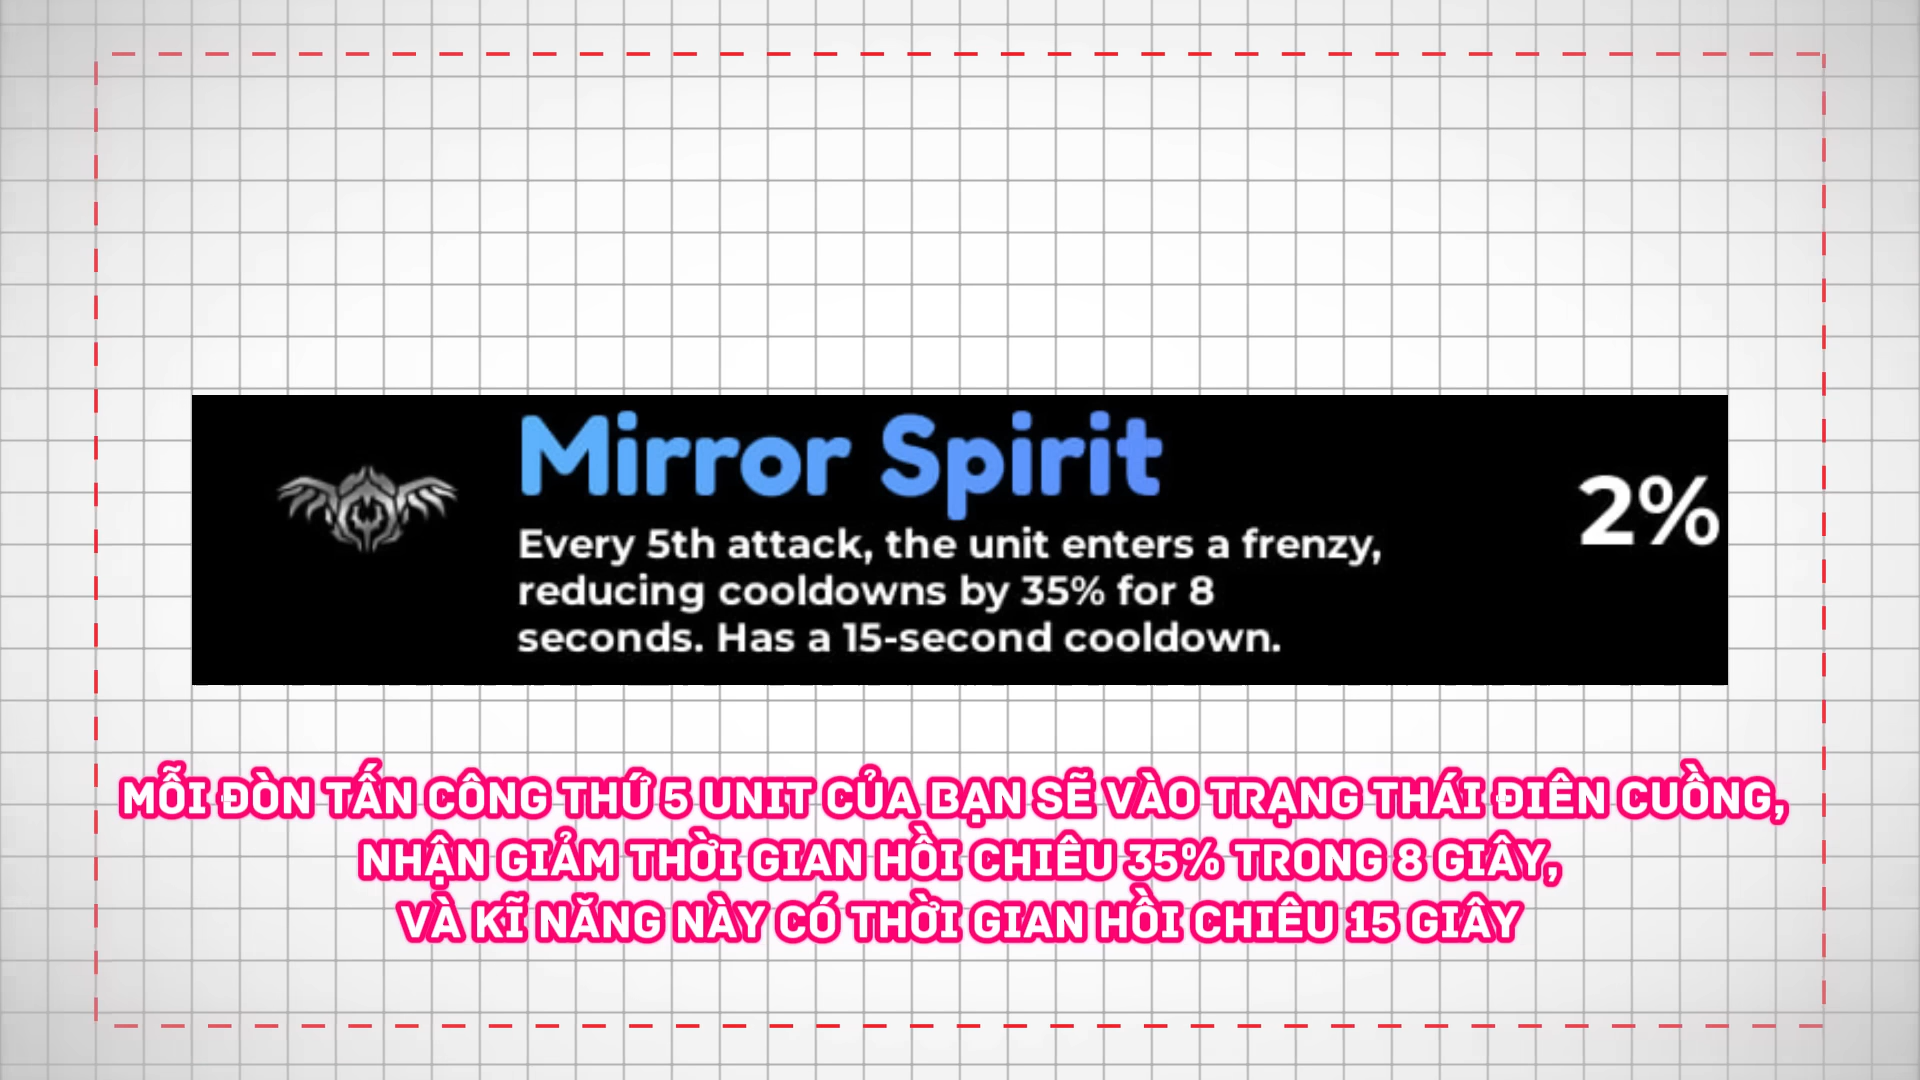 Mirror Spirit
2%
Every 5th attack, the unit enters a frenzy,
reducing cooldowns by 35% for 8
seconds. Has a 15-second cooldown.
MỖI ĐÒN TẤN CÔNG THỨ 5 UNIT CỦA BẠN SẼ VÀO TRẠNG THÁI ĐIÊN CUỒNG,
NHẬN GIẢM THỜI GIAN HỒI CHIÊU 35% TRONG 8 GIÂY,
VÀ KĨ NĂNG NÀY CÓ THỜI GIAN HỒI CHIÊU 15 GIÂY